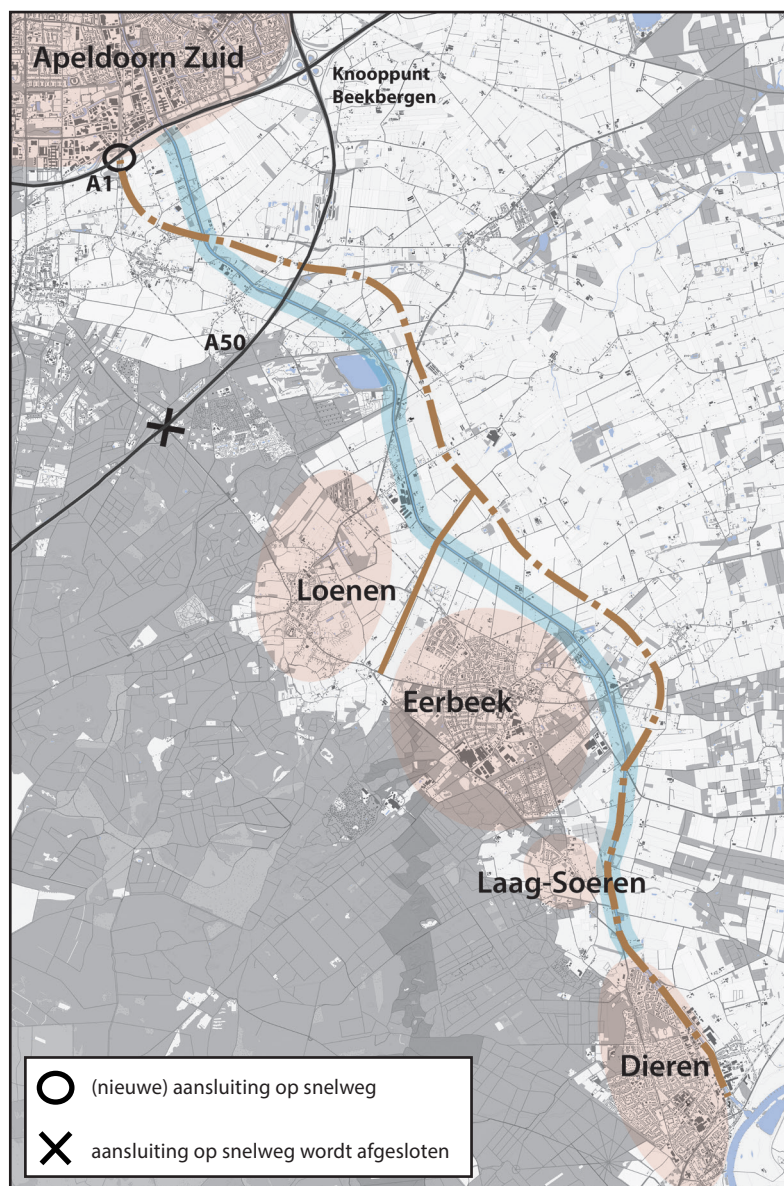 Apeldoorn Zuid
Knooppunt
Beekbergen
A1
A50
Loenen
Eerbeek
Laag-Soeren
Dieren
(nieuwe) aansluiting op snelweg
aansluiting op snelweg wordt afgesloten